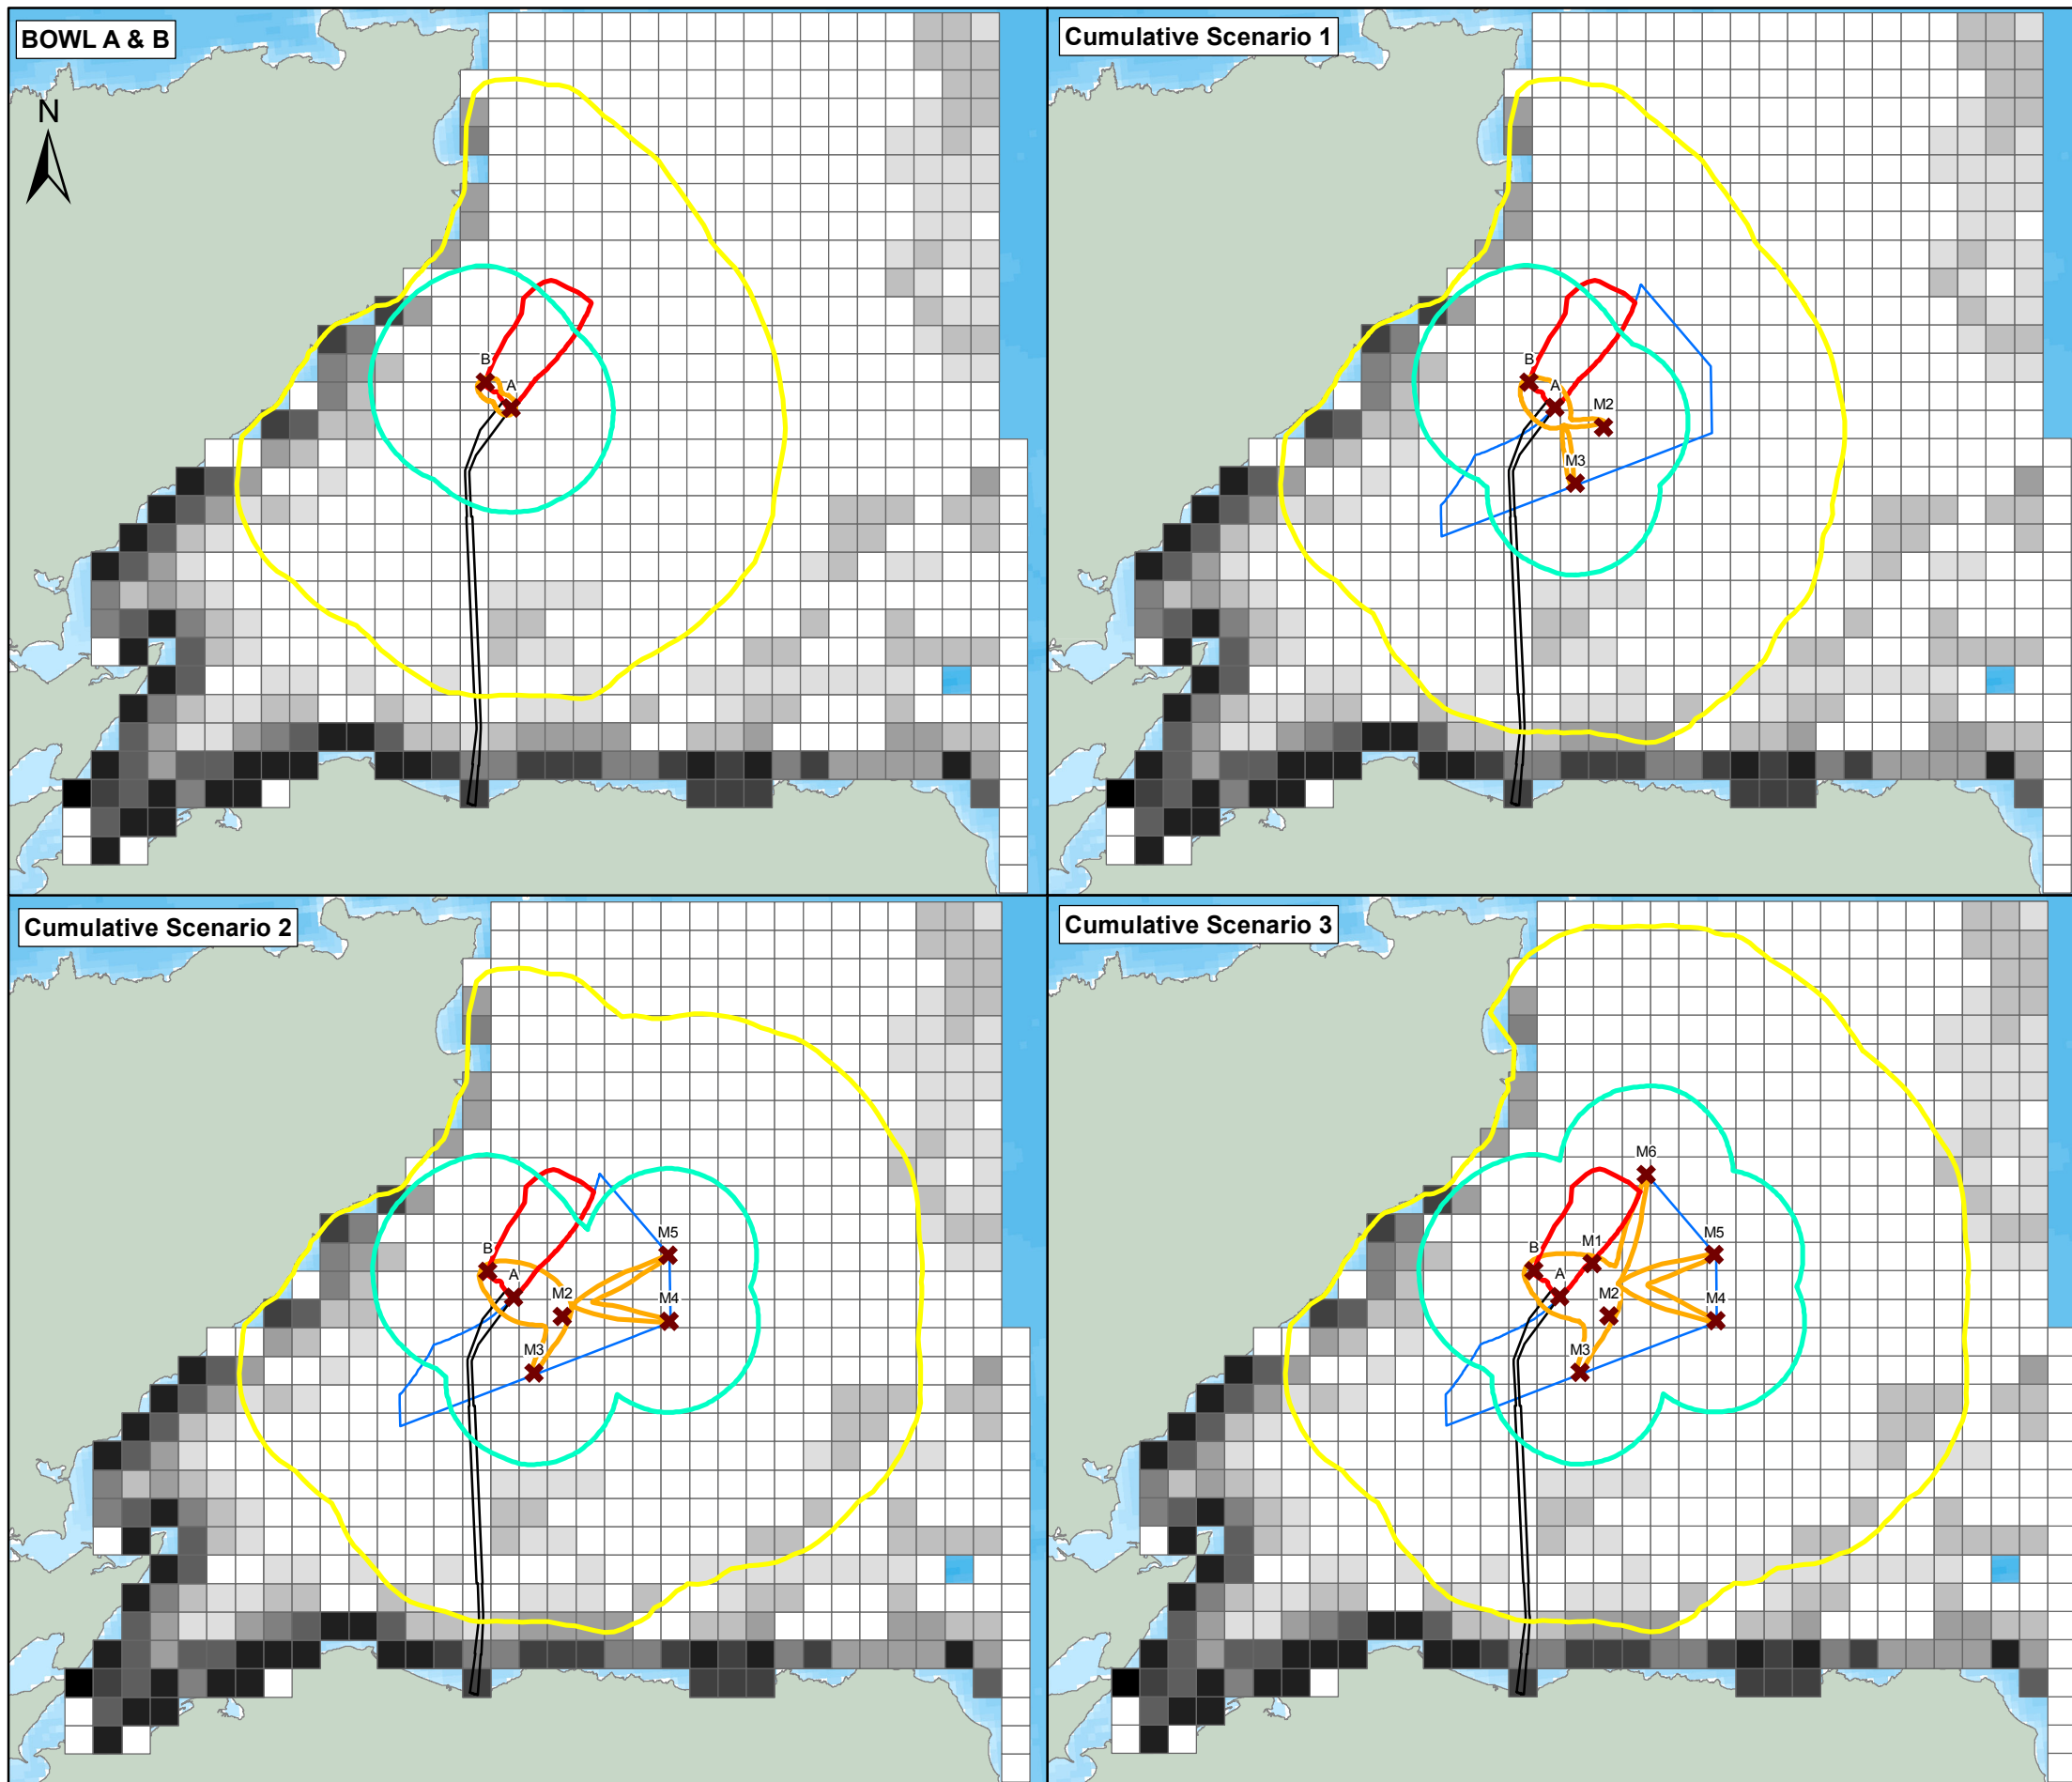 BOWL A & B
N
B
A
Cumulative Scenario 1
B
A
M2
M3
Cumulative Scenario 2
B
A
M2
M5
M4
M3
Cumulative Scenario 3
M6
M1
M5
B
A
M2
M4
M3